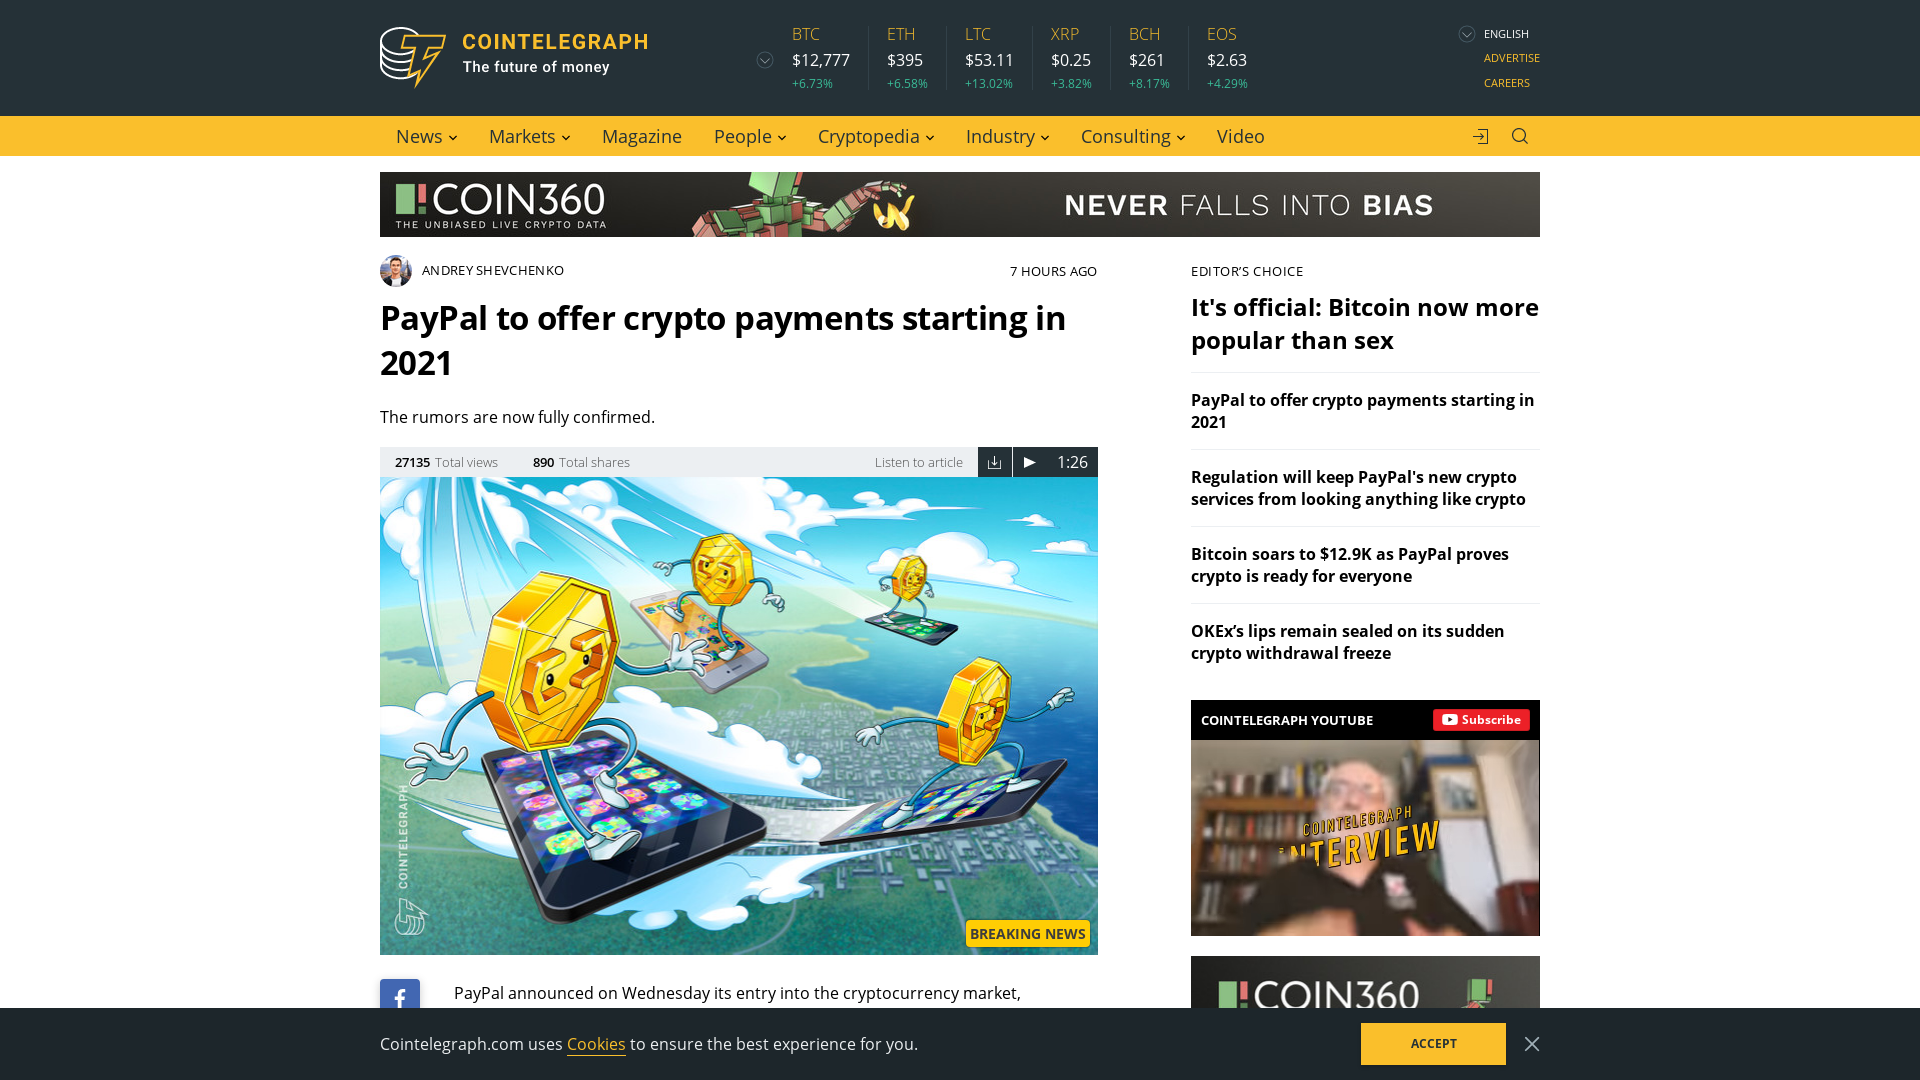 COINTELEGRAPH
The future of money
BTC
$12,777
+6.73%
ETH
$395
+6.58%
LTC
$53.11
+13.02%
XRP
$0.25
+3.82%
BCH
$261
+8.17%
EOS
$2.63
+4.29%
ENGLISH
ADVERTISE
CAREERS
News Markets Magazine People Cryptopedia Industry Consulting Video
COIN360
THE UNBIASED LIVE CRYPTO DATA
NEVER FALLS INTO BIAS
ANDREY SHEVCHENKO
7 HOURS AGO
PayPal to offer crypto payments starting in
2021
The rumors are now fully confirmed.
27135 Total views 890 Total shares Listen to article 1:26
COINTELEGRAPH
BREAKING NEWS
PayPal announced on Wednesday its entry into the cryptocurrency market,
EDITOR’S CHOICE
It's official: Bitcoin now more
popular than sex
PayPal to offer crypto payments starting in
2021
Regulation will keep PayPal's new crypto
services from looking anything like crypto
Bitcoin soars to $12.9K as PayPal proves
crypto is ready for everyone
OKEx’s lips remain sealed on its sudden
crypto withdrawal freeze
COINTELEGRAPH YOUTUBE
Subscribe
COINTELEGRAPH
INTERVIEW
COIN360
Cointelegraph.com uses Cookies to ensure the best experience for you.
ACCEPT